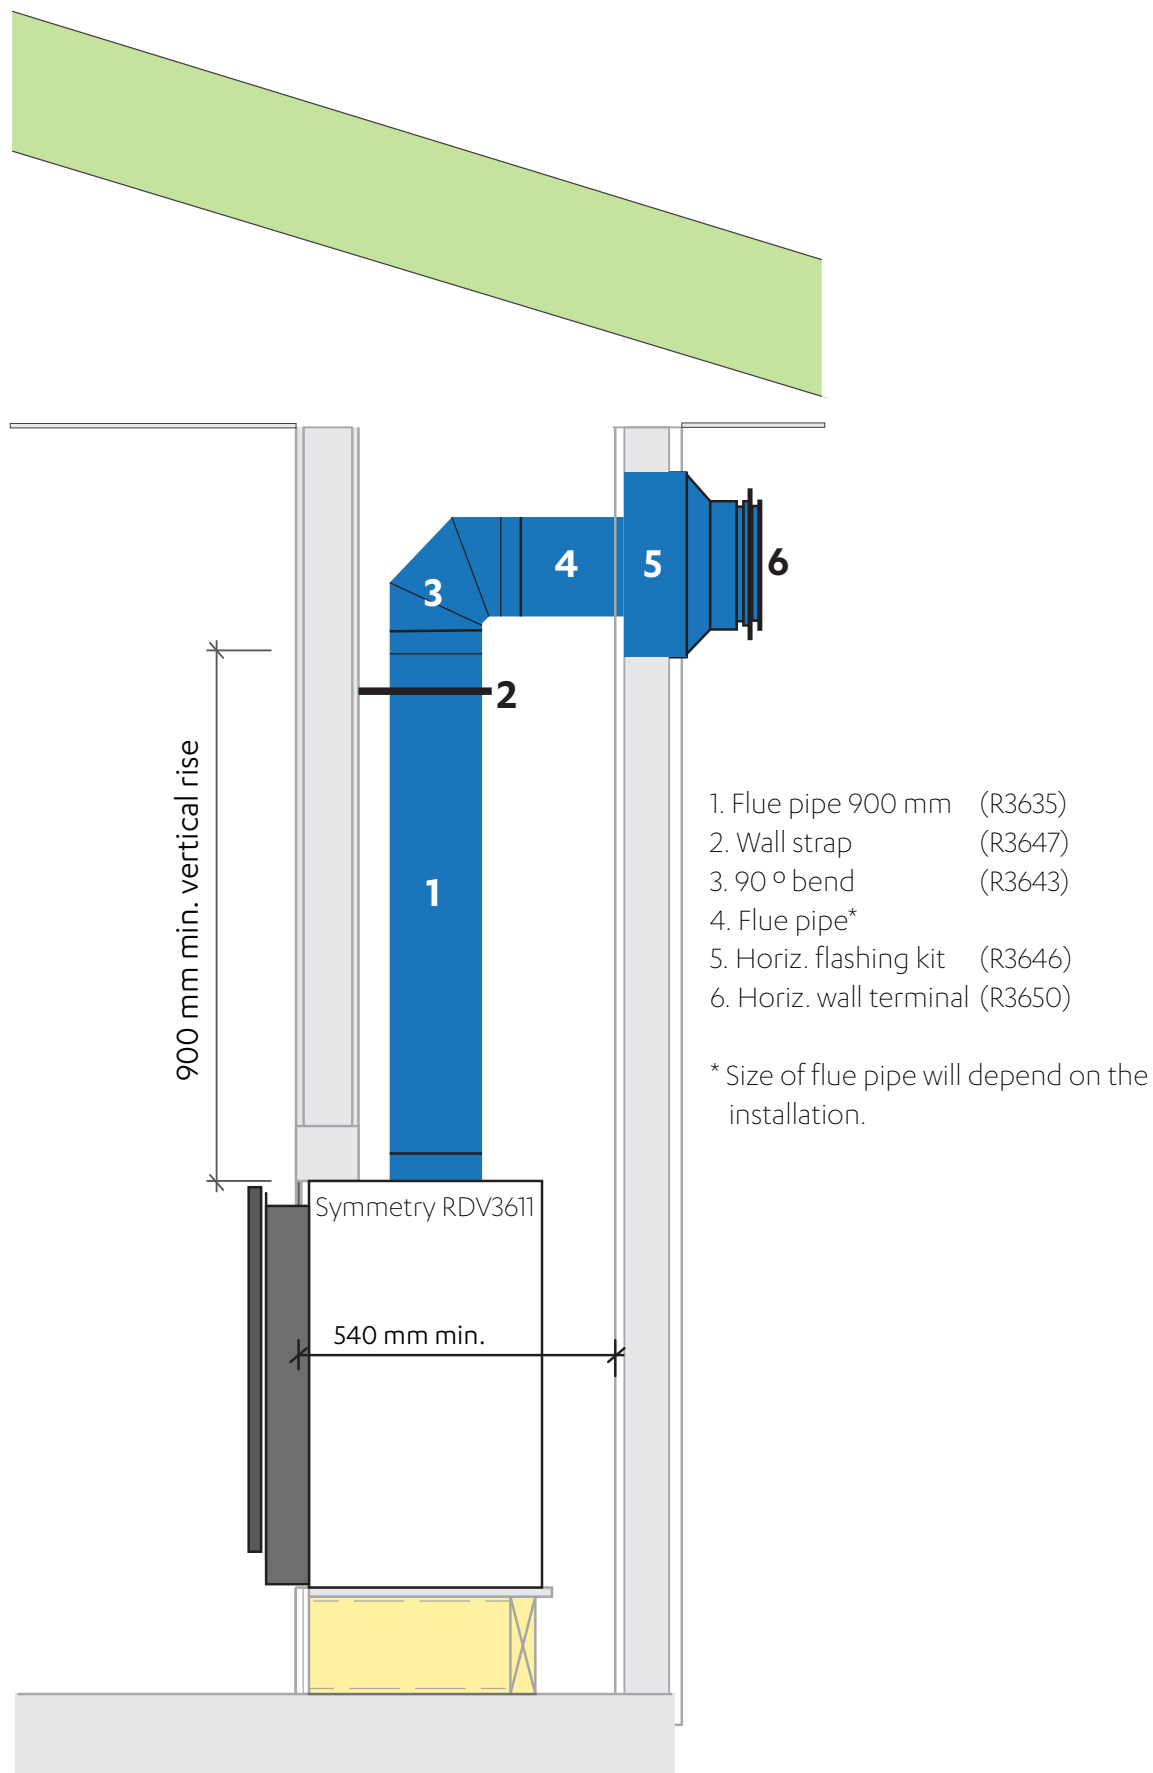 3
4
5
6
2
1
900 mm min. vertical rise
1. Flue pipe 900 mm (R3635)
2. Wall strap (R3647)
3. 90 º bend (R3643)
4. Flue pipe*
5. Horiz. flashing kit (R3646)
6. Horiz. wall terminal (R3650)
* Size of flue pipe will depend on the
installation.
Symmetry RDV3611
540 mm min.